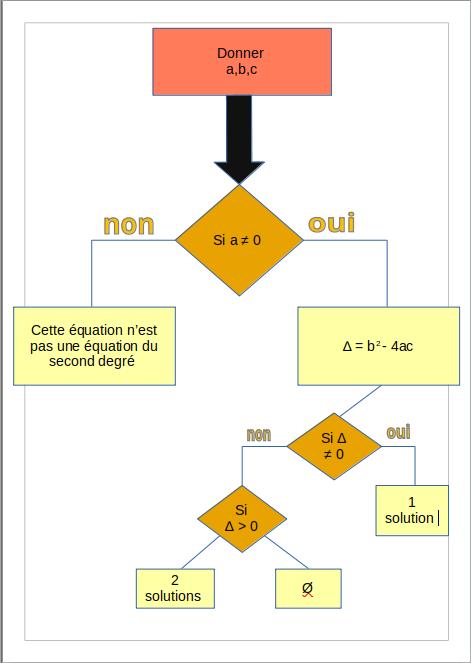 Donner
a,b,c
non
oui
Si a ≠ 0
Cette équation n'est
pas une équation du
second degré
Δ = b²- 4ac
non
oui
Si Δ
≠ 0
1
solution
Si
Δ > 0
2
solutions
Ø